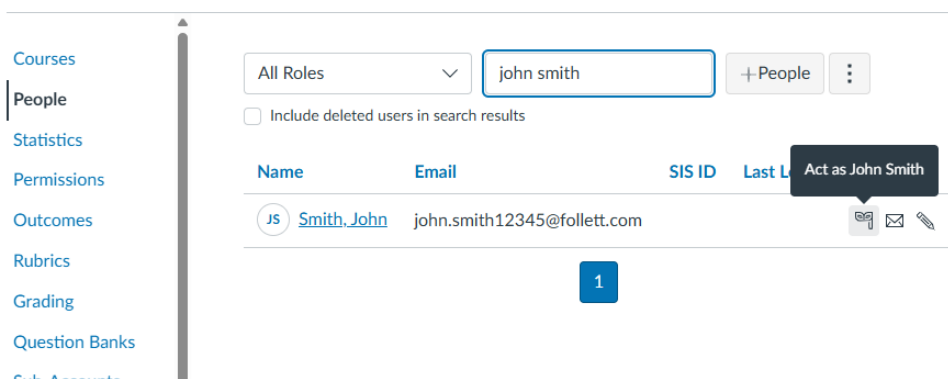 Courses
People
Statistics
Permissions
Outcomes
Rubrics
Grading
Question Banks
All Roles
john smith
+People
Include deleted users in search results
Name Email SIS ID Last
Act as John Smith
JS Smith, John john.smith12345@follett.com
1